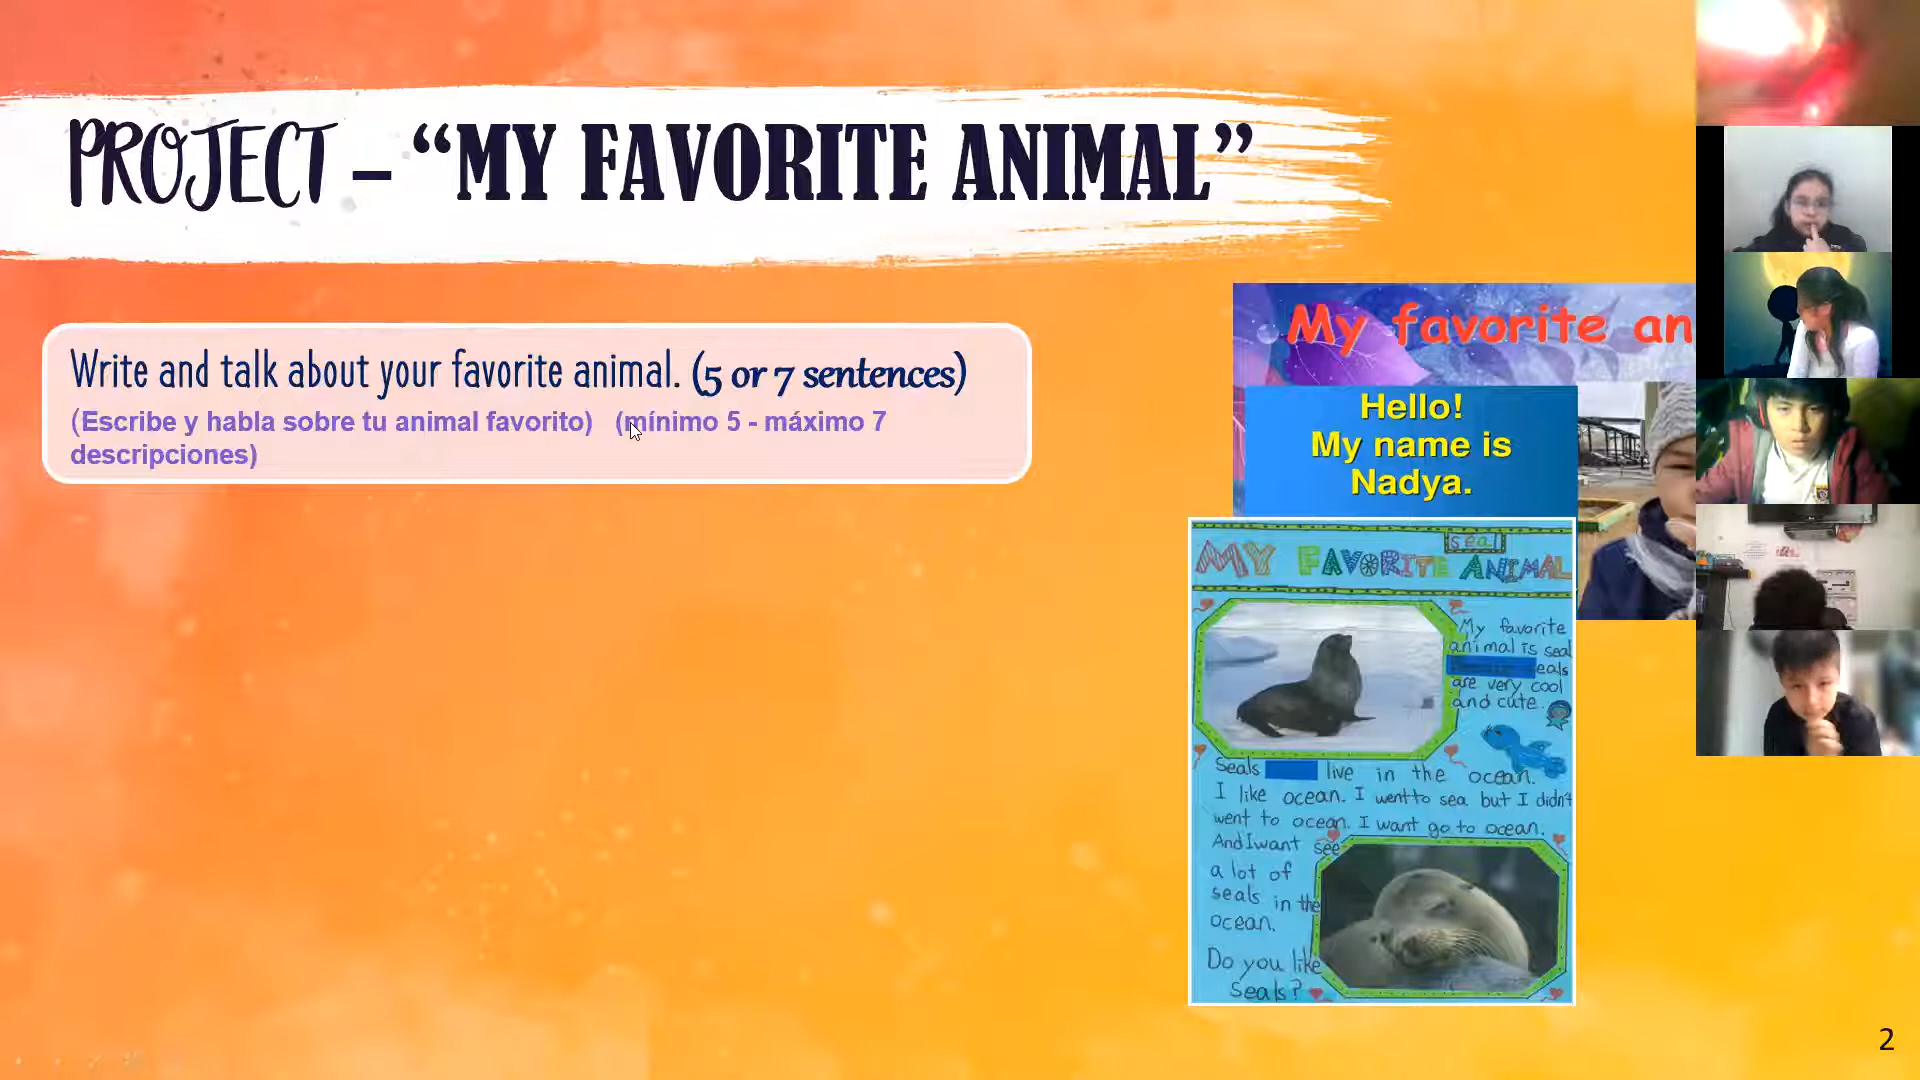 PROJECT – “MY FAVORITE ANIMAL”
Write and talk about your favorite animal. (5 or 7 sentences)
(Escribe y habla sobre tu animal favorito) (mínimo 5 - máximo 7
descripciones)
My favorite an
Hello!
My name is
Nadya.
seal
MY FAVORITE ANIMAL
My favorite
animal is seal
eals
are very cool
and cute.
Seals live in the ocean.
I like ocean. I went to sea but I didn't
went to ocean. I want go to ocean.
And I want see
a lot of
seals in the
ocean.
Do you like
seals?
2